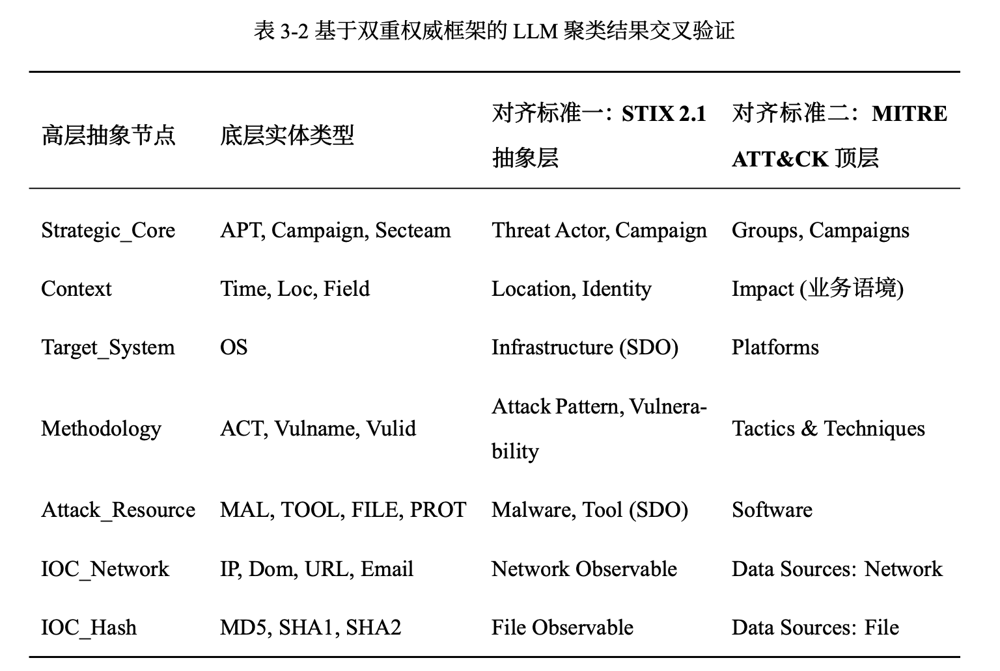 表 3-2 基于双重权威框架的 LLM 聚类结果交叉验证
高层抽象节点 底层实体类型 对齐标准一：STIX 2.1 对齐标准二：MITRE
抽象层 ATT&CK 顶层
Strategic_Core APT, Campaign, Secteam Threat Actor, Campaign Groups, Campaigns
Context Time, Loc, Field Location, Identity Impact (业务语境)
Target_System OS Infrastructure (SDO) Platforms
Methodology ACT, Vulname, Vulid Attack Pattern, Vulnera- Tactics & Techniques
bility
Attack_Resource MAL, TOOL, FILE, PROT Malware, Tool (SDO) Software
IOC_Network IP, Dom, URL, Email Network Observable Data Sources: Network
IOC_Hash MD5, SHA1, SHA2 File Observable Data Sources: File